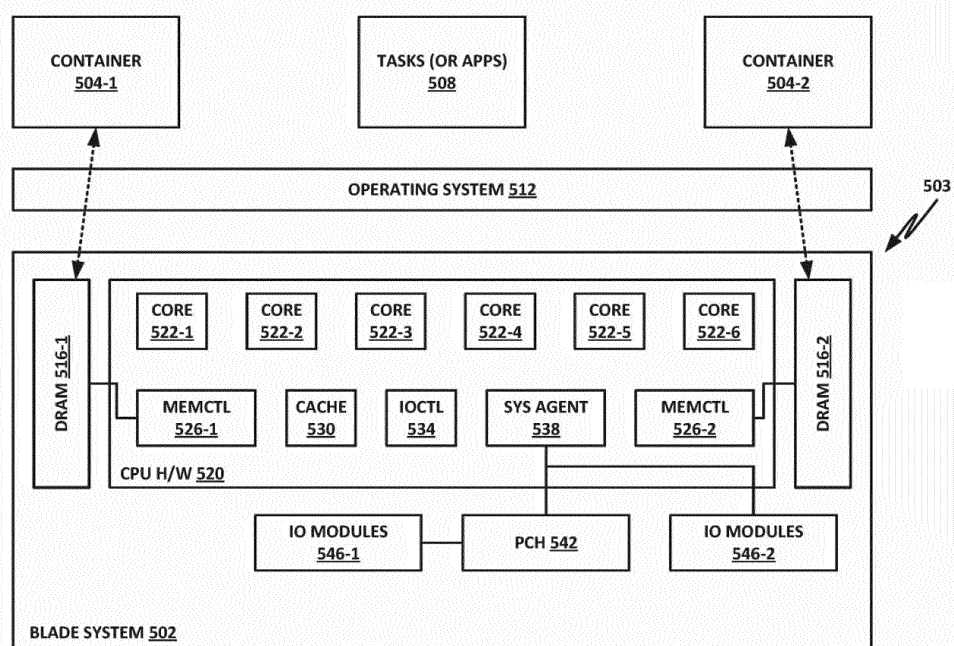 CONTAINER
504-1
TASKS (OR APPS)
508
CONTAINER
504-2
OPERATING SYSTEM 512
503
DRAM 516-1
CORE
522-1
CORE
522-2
CORE
522-3
CORE
522-4
CORE
522-5
CORE
522-6
DRAM 516-2
MEMCTL
526-1
CACHE
530
IOCTL
534
SYS AGENT
538
MEMCTL
526-2
CPU H/W 520
IO MODULES
546-1
PCH 542
IO MODULES
546-2
BLADE SYSTEM 502